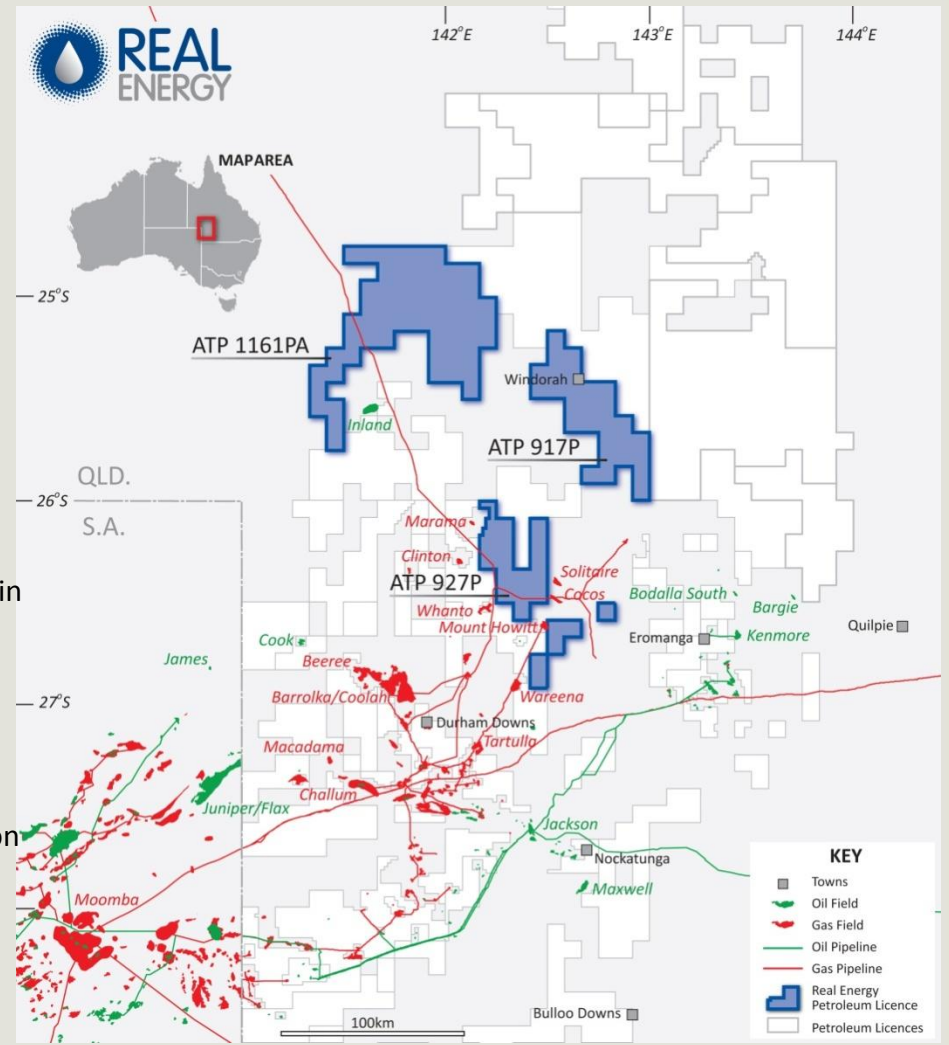 REAL
ENERGY
142°E
143°E
144°E
MAPAREA
25°S
ATP 1161PA
Windorah
Inland
ATP 917P
QLD.
26°S
S.A.
Marama
Clinton
Solitaire
in
ATP 927P
Cocos
Bodalla South
Bargie
Whanto
Mount Howitt
Quilpie
Eromanga
Kenmore
Cook
James
Beeree
Barrolka/Coolah
Wareena
27°S
Durham Downs
Tartulla
Macadama
Challum
Juniper/Flax
Jackson
on
Nockatunga
Maxwell
Moomba
KEY
Towns
Oil Field
Gas Field
Oil Pipeline
Gas Pipeline
Real Energy
Petroleum Licence
Petroleum Licences
Bulloo Downs
100km